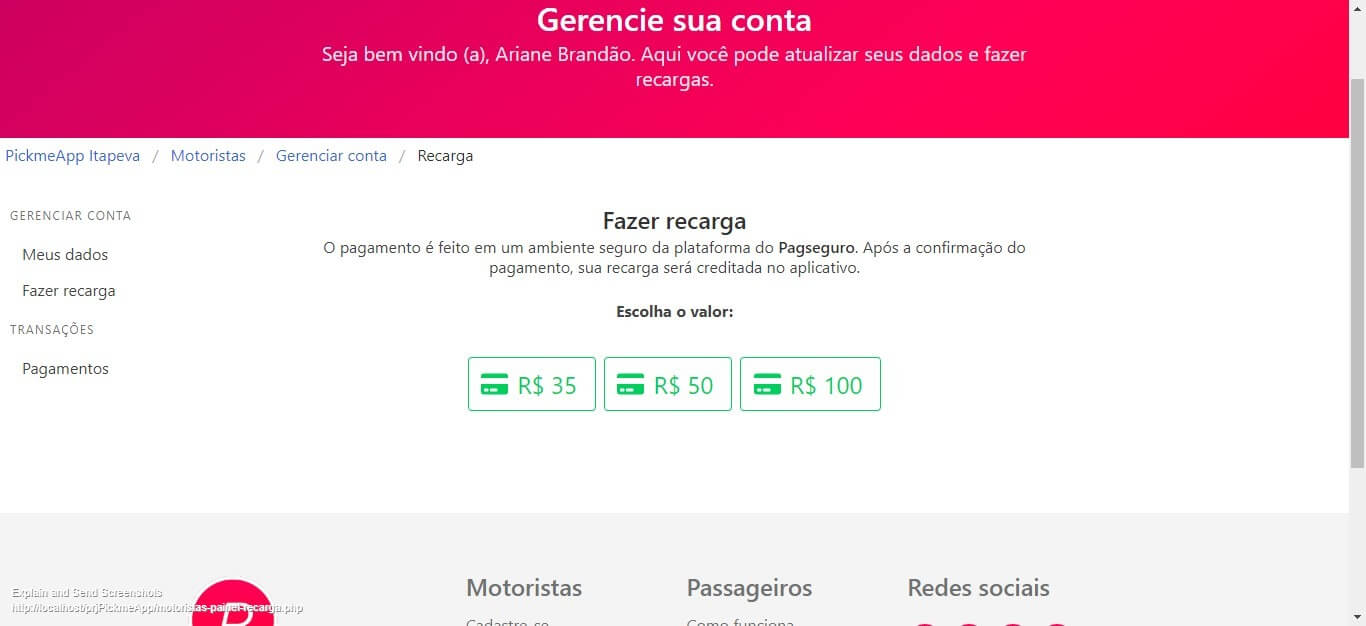 Gerencie sua conta
Seja bem vindo (a), Ariane Brandão. Aqui você pode atualizar seus dados e fazer
recargas.
PickmeApp Itapeva / Motoristas / Gerenciar conta / Recarga
GERENCIAR CONTA
Meus dados
Fazer recarga
TRANSAÇÕES
Pagamentos
Fazer recarga
O pagamento é feito em um ambiente seguro da plataforma do Pagseguro. Após a confirmação do
pagamento, sua recarga será creditada no aplicativo.
Escolha o valor:
R$ 35
R$ 50
R$ 100
Explain and Send Screenshots
http://localhost/prjPickmeApp/motoristas-painel-recarga.php
P
Motoristas
Cadastre-se
Passageiros
Como funciona
Redes sociais